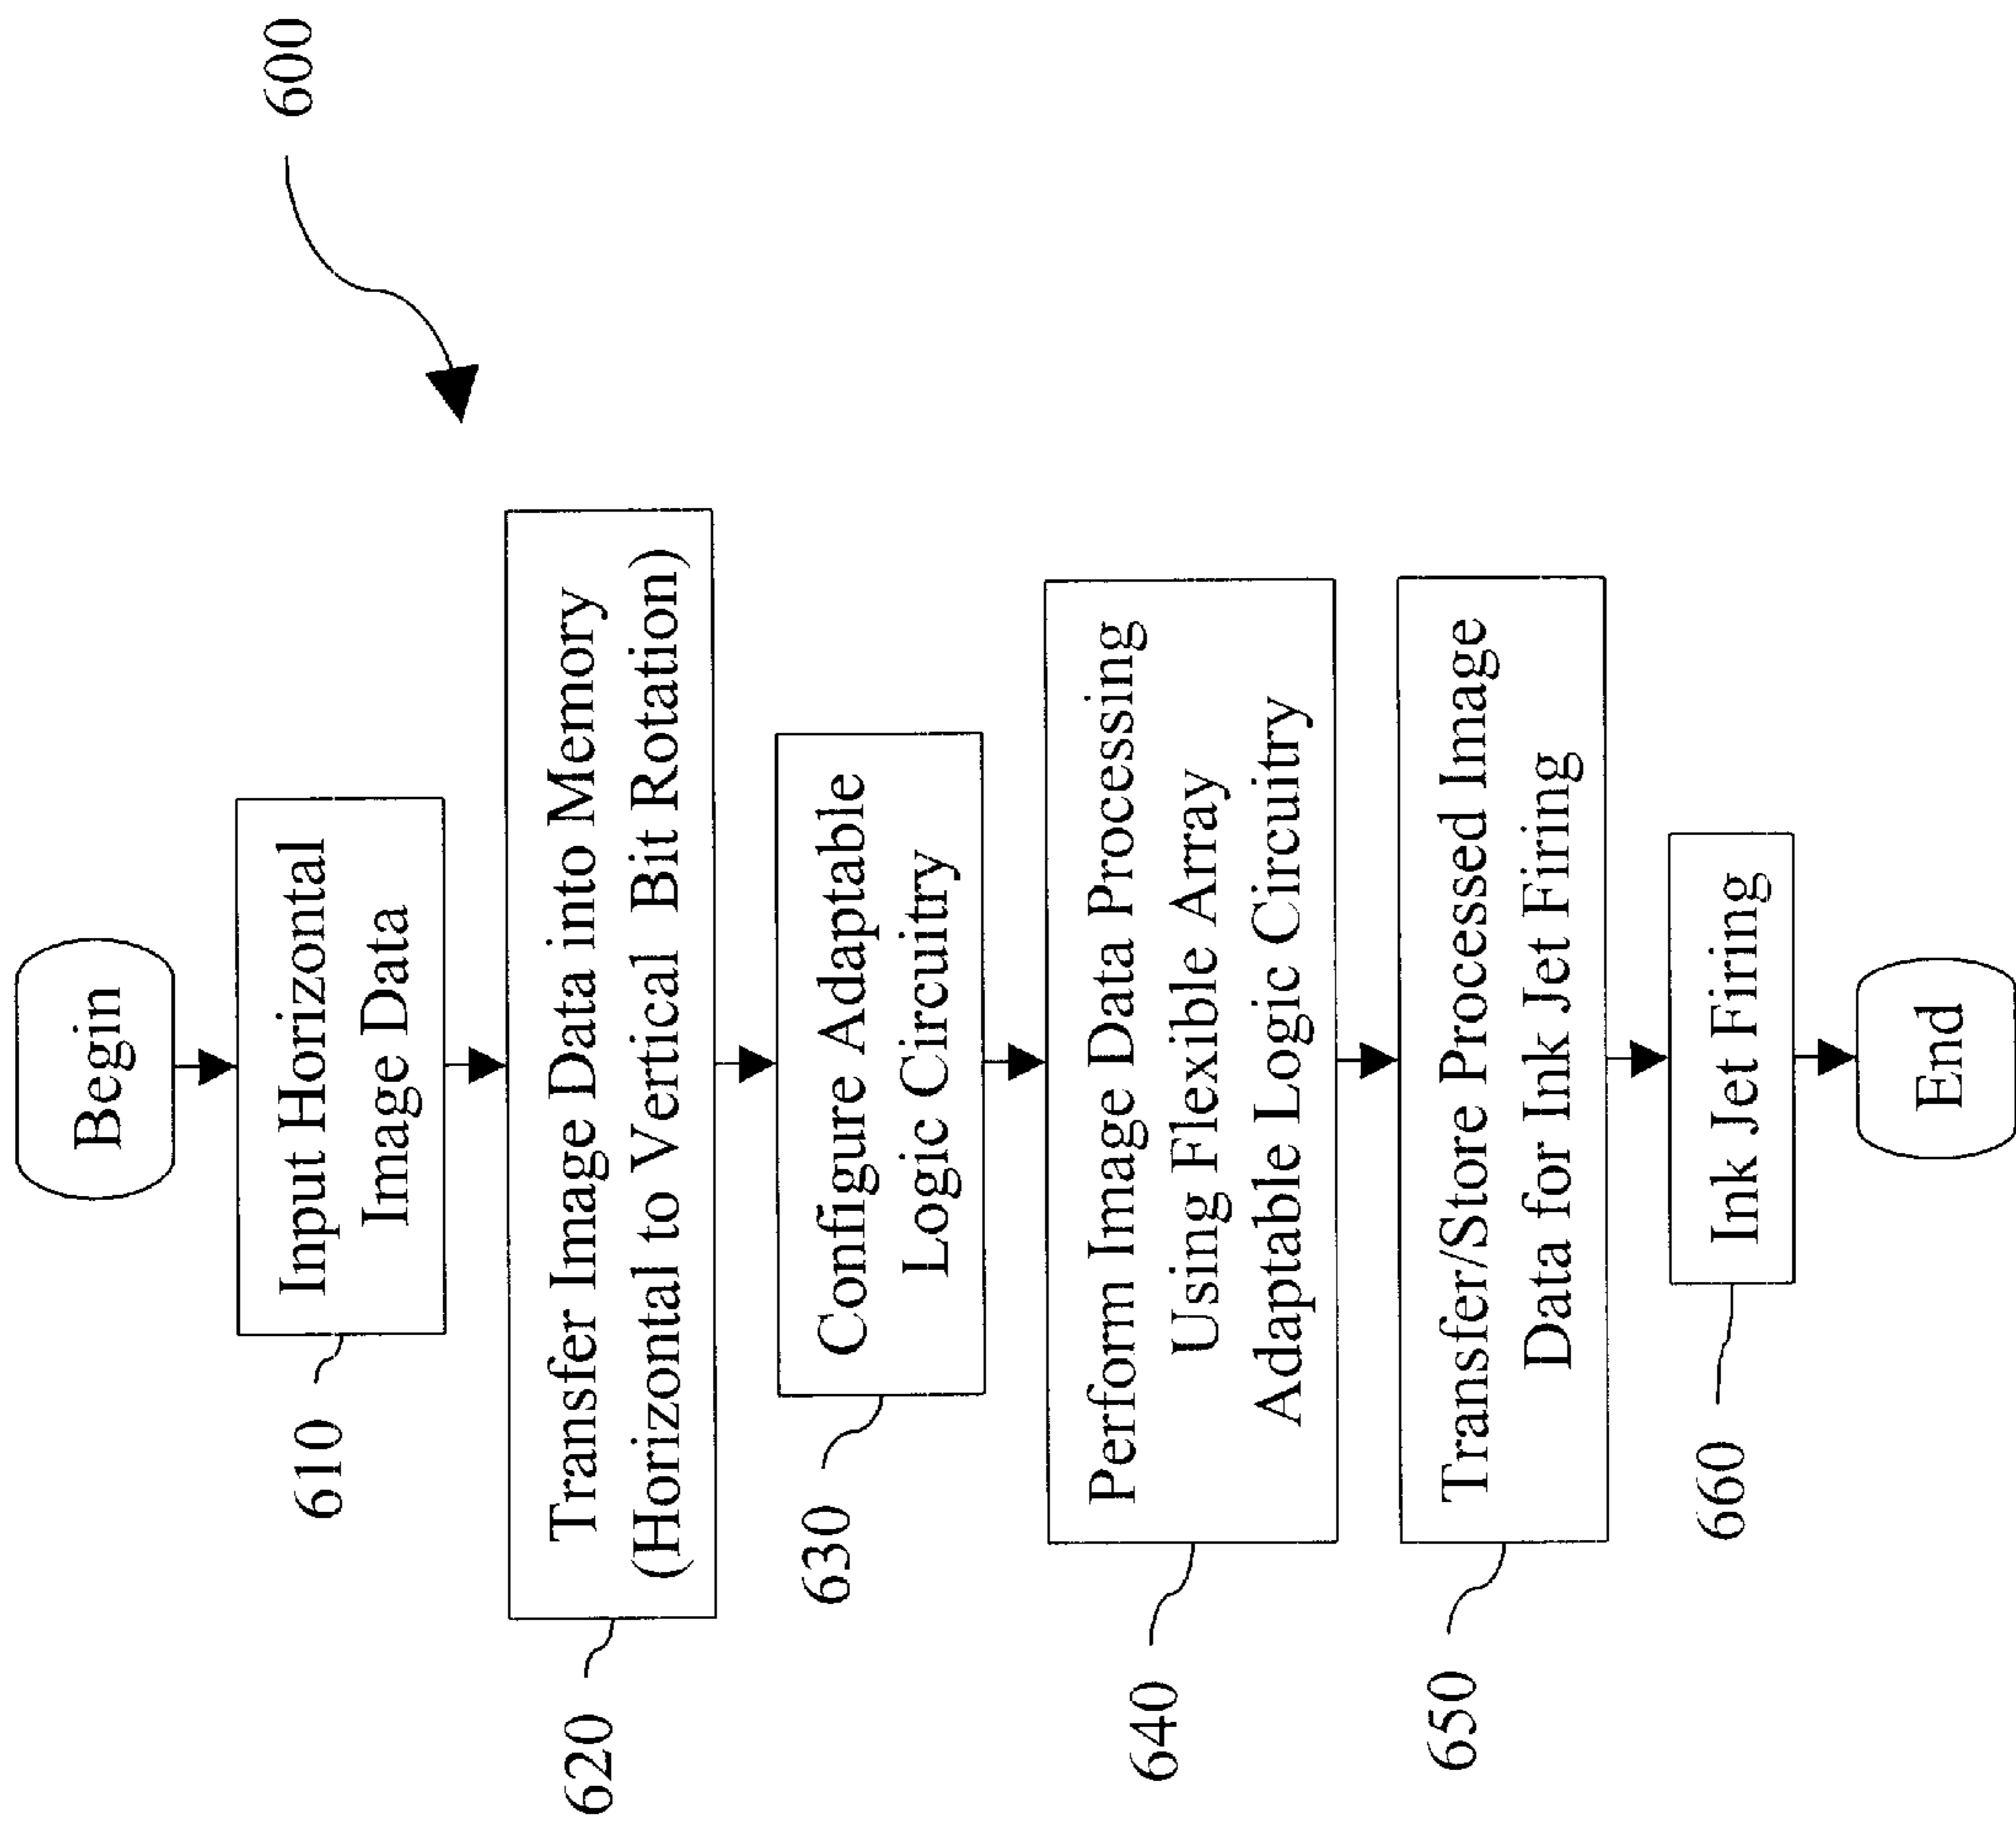 600
Begin
Input Horizontal
Image Data
610
Transfer Image Data into Memory
(Horizontal to Vertical Bit Rotation)
620
Configure Adaptable
Logic Circuitry
630
Perform Image Data Processing
Using Flexible Array
Adaptable Logic Circuitry
640
Transfer/Store Processed Image
Data for Ink Jet Firing
650
Ink Jet Firing
660
End